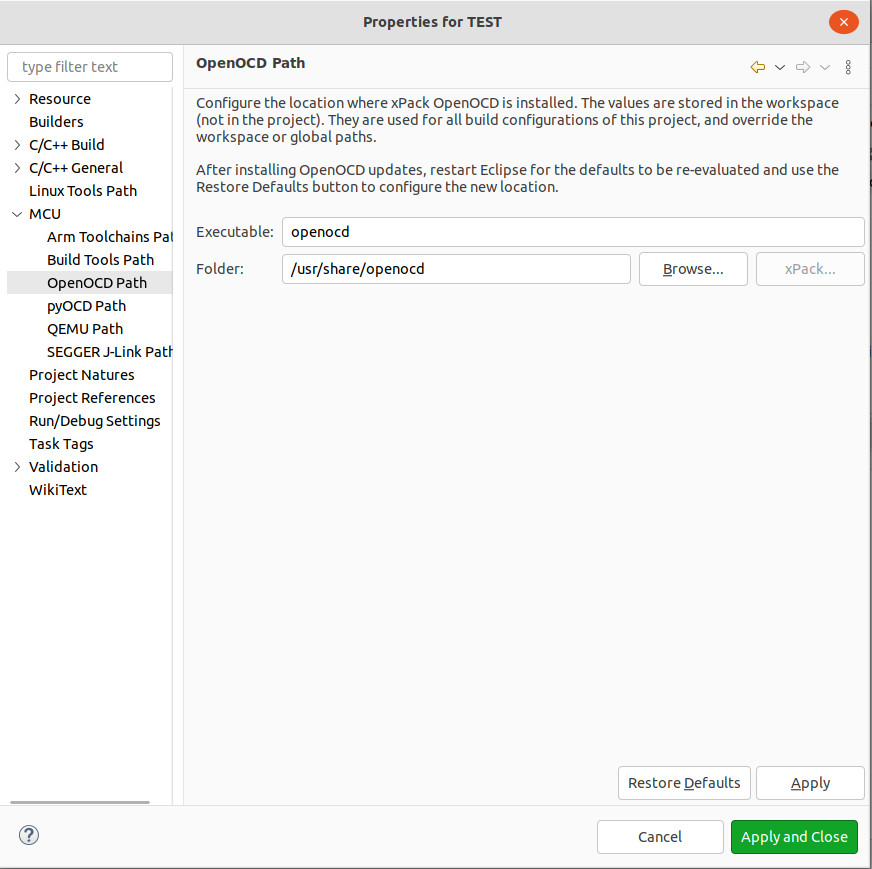 Properties for TEST
type filter text
OpenOCD Path
Resource
Builders
C/C++ Build
C/C++ General
Linux Tools Path
MCU
Arm Toolchains Pat
Build Tools Path
OpenOCD Path
pyOCD Path
QEMU Path
SEGGER J-Link Path
Project Natures
Project References
Run/Debug Settings
Task Tags
Validation
WikiText
Configure the location where xPack OpenOCD is installed. The values are stored in the workspace
(not in the project). They are used for all build configurations of this project, and override the
workspace or global paths.
After installing OpenOCD updates, restart Eclipse for the defaults to be re-evaluated and use the
Restore Defaults button to configure the new location.
Executable: openocd
Folder: /usr/share/openocd Browse... xPack...
Restore Defaults Apply
? Cancel Apply and Close